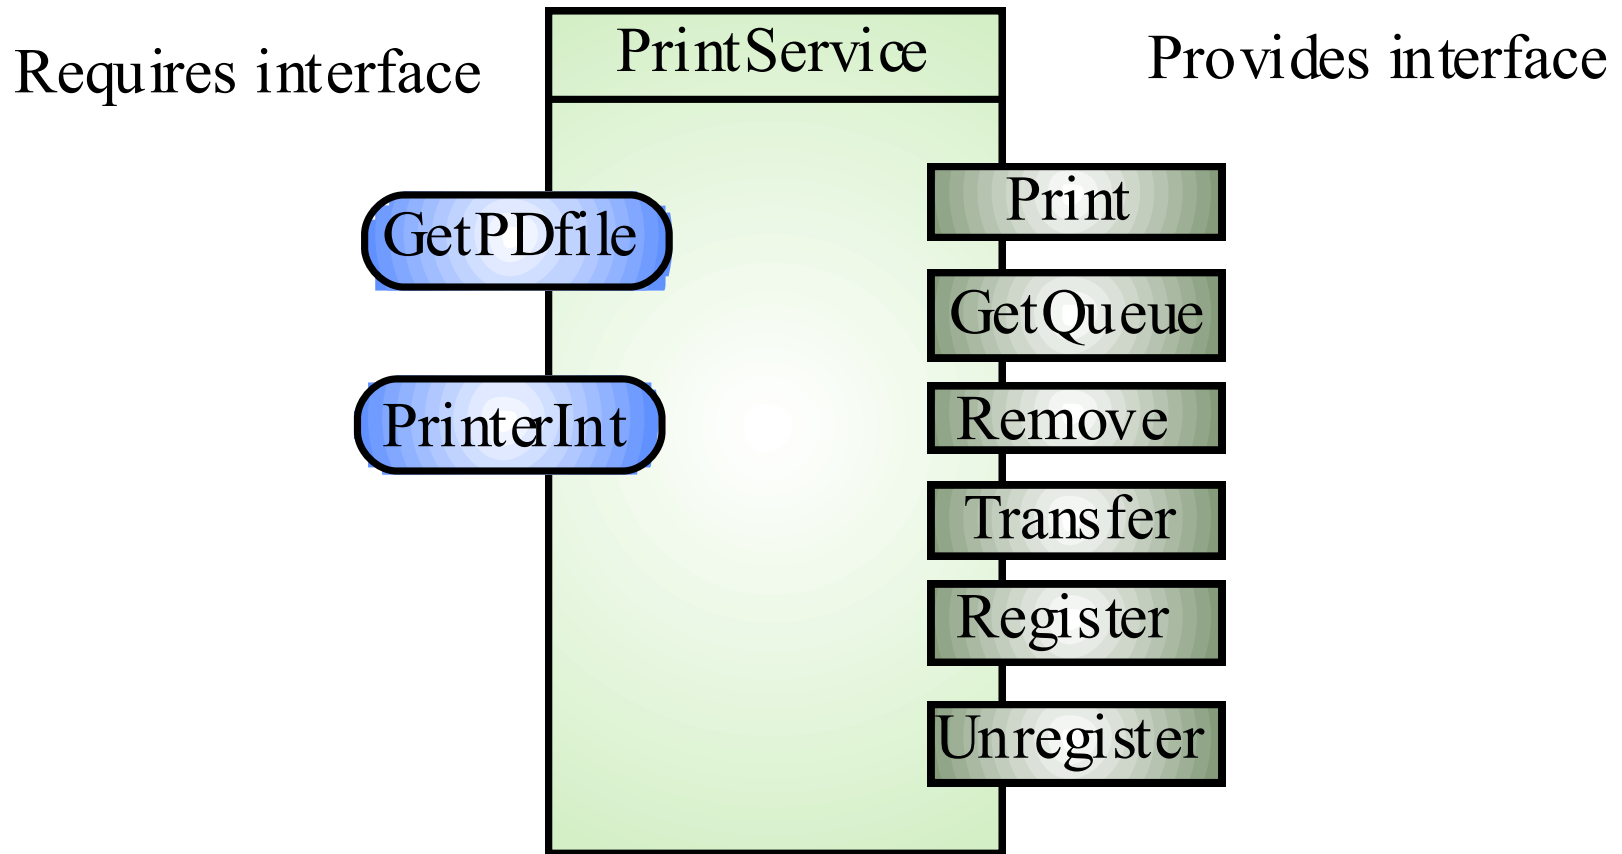 Requires interface
PrintService
Provides interface
GetPDfile
PrinterInt
Print
GetQueue
Remove
Transfer
Register
Unregister